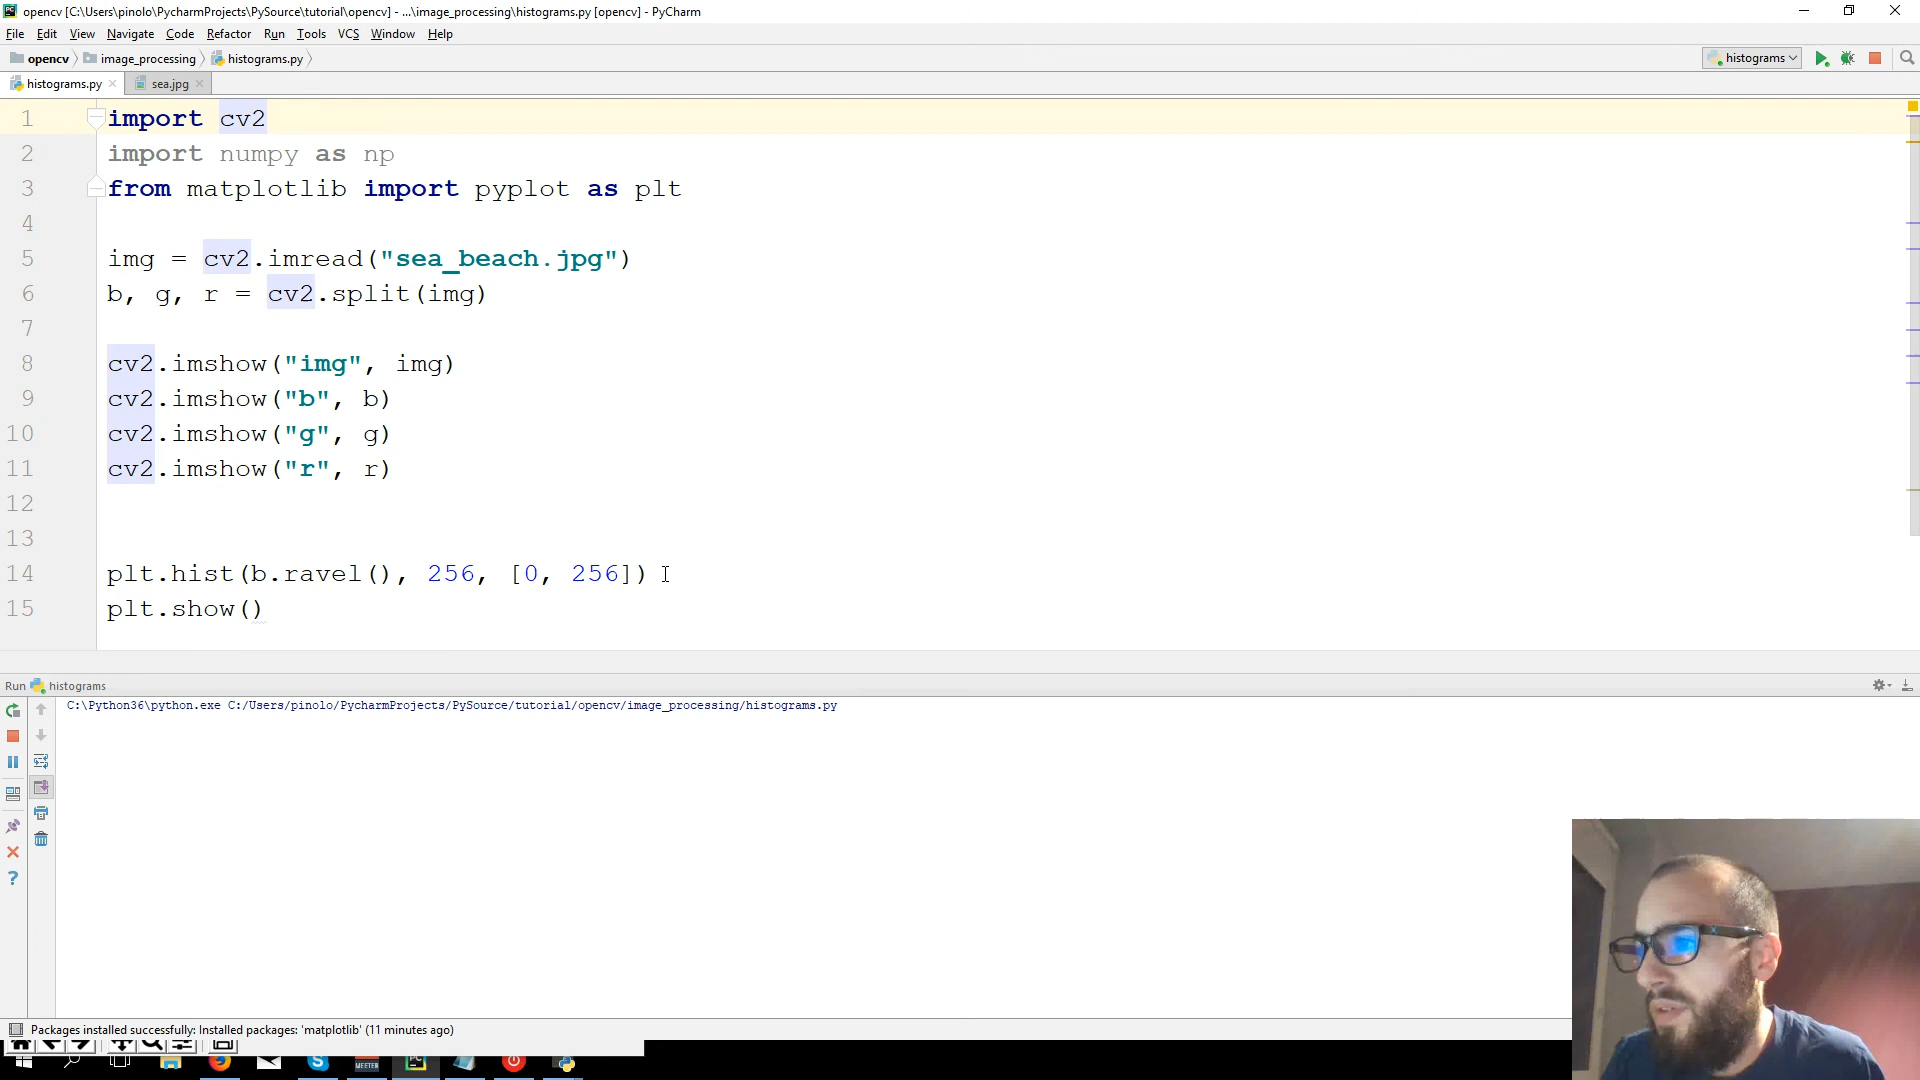 opencv [C:\Users\pinolo\PycharmProjects\PySource\tutorial\opencv] - ...\image_processing\histograms.py [opencv] - PyCharm
File Edit View Navigate Code Refactor Run Tools VCS Window Help
opencv image_processing histograms.py histograms
histograms.py sea.jpg
1 import cv2
2 import numpy as np
3 from matplotlib import pyplot as plt
4
5 img = cv2.imread("sea_beach.jpg")
6 b, g, r = cv2.split(img)
7
8 cv2.imshow("img", img)
9 cv2.imshow("b", b)
10 cv2.imshow("g", g)
11 cv2.imshow("r", r)
12
13
14 plt.hist(b.ravel(), 256, [0, 256])
15 plt.show()
Run histograms
C:\Python36\python.exe C:/Users/pinolo/PycharmProjects/PySource/tutorial/opencv/image_processing/histograms.py
Packages installed successfully: Installed packages: 'matplotlib' (11 minutes ago)
MEETER